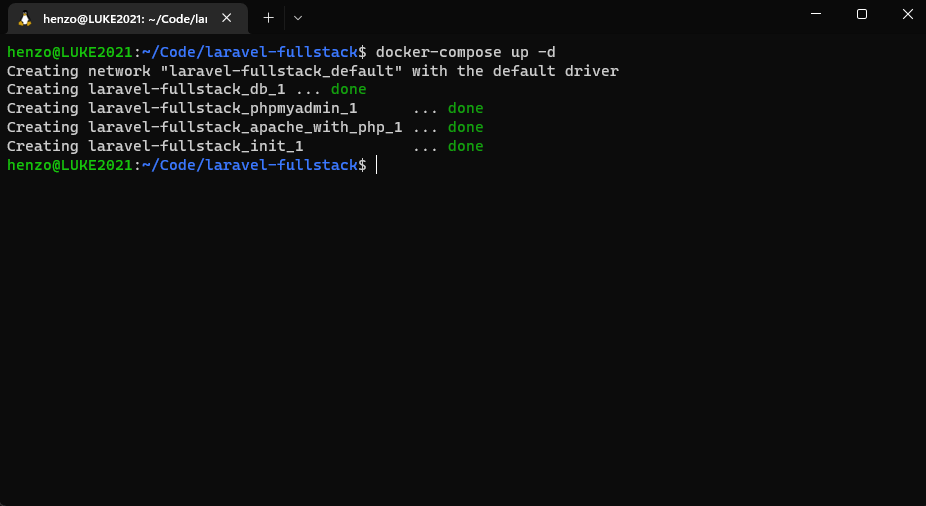 henzo@LUKE2021: ~/Code/lar
henzo@LUKE2021:~/Code/laravel-fullstack$ docker-compose up -d
Creating network "laravel-fullstack_default" with the default driver
Creating laravel-fullstack_db_1 ... done
Creating laravel-fullstack_phpmyadmin_1      ... done
Creating laravel-fullstack_apache_with_php_1 ... done
Creating laravel-fullstack_init_1            ... done
henzo@LUKE2021:~/Code/laravel-fullstack$